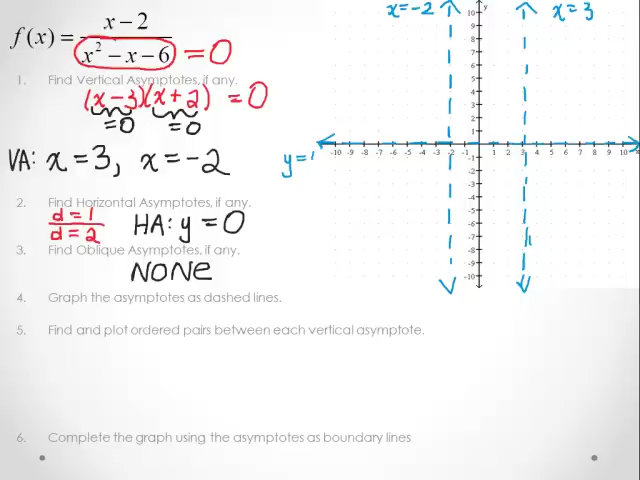 f(x) = x − 2 / x² − x − 6 = 0
1. Find Vertical Asymptotes, if any.
(x − 3)(x + 2) = 0
=0 =0
VA: x = 3, x = −2
2. Find Horizontal Asymptotes, if any.
d = 1 / d = 2 HA: y = 0
3. Find Oblique Asymptotes, if any.
NONE
4. Graph the asymptotes as dashed lines.
5. Find and plot ordered pairs between each vertical asymptote.
6. Complete the graph using the asymptotes as boundary lines
x = −2 y x = 3
10
9
8
7
6
5
4
3
2
1
y =
-10 -9 -8 -7 -6 -5 -4 -3 -2 -1 1 2 3 4 5 6 7 8 9 10
-1
-2
-3
-4
-5
-6
-7
-8
-9
-10